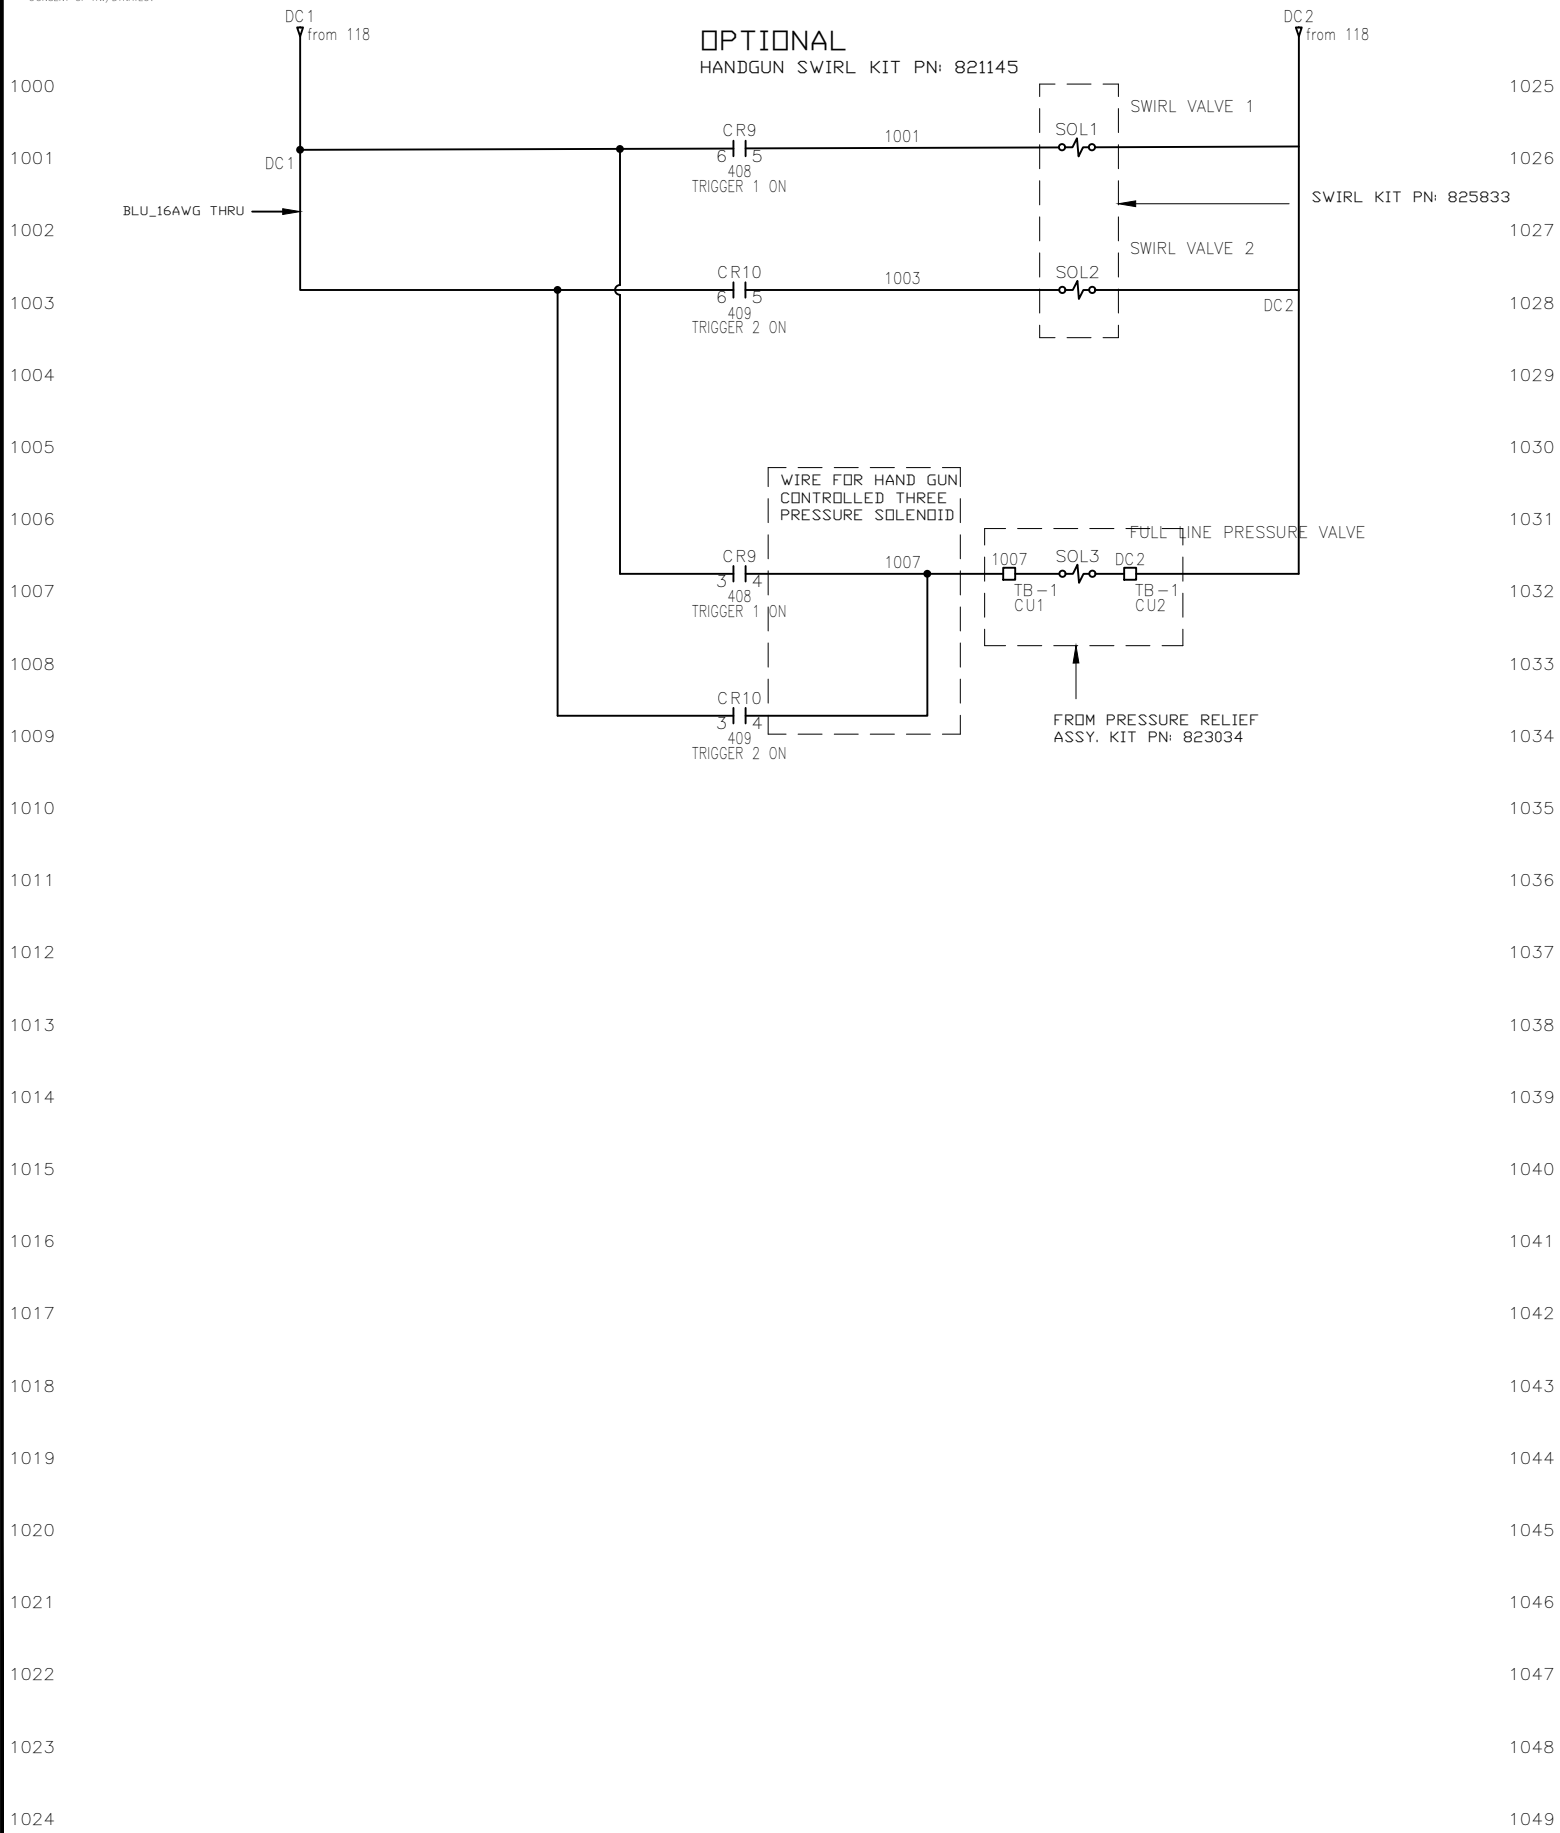 DC1
from 118
DC2
from 118
OPTIONAL
HANDGUN SWIRL KIT PN: 821145
1000
1025
SWIRL VALVE 1
CR9
1001
SOL1
1001
DC1
6 5
1026
408
TRIGGER 1 ON
BLU_16AWG THRU
SWIRL KIT PN: 825833
1002
1027
SWIRL VALVE 2
CR10
1003
SOL2
1003
6 5
DC2
1028
409
TRIGGER 2 ON
1004
1029
1005
1030
WIRE FOR HAND GUN
CONTROLLED THREE
PRESSURE SOLENOID
1006
1031
FULL LINE PRESSURE VALVE
CR9
1007
1007
SOL3
DC2
1007
3 4
TB-1
CU1
TB-1
CU2
1032
408
TRIGGER 1 ON
1008
1033
CR10
3 4
FROM PRESSURE RELIEF
ASSY. KIT PN: 823034
1009
1034
409
TRIGGER 2 ON
1010
1035
1011
1036
1012
1037
1013
1038
1014
1039
1015
1040
1016
1041
1017
1042
1018
1043
1019
1044
1020
1045
1021
1046
1022
1047
1023
1048
1024
1049